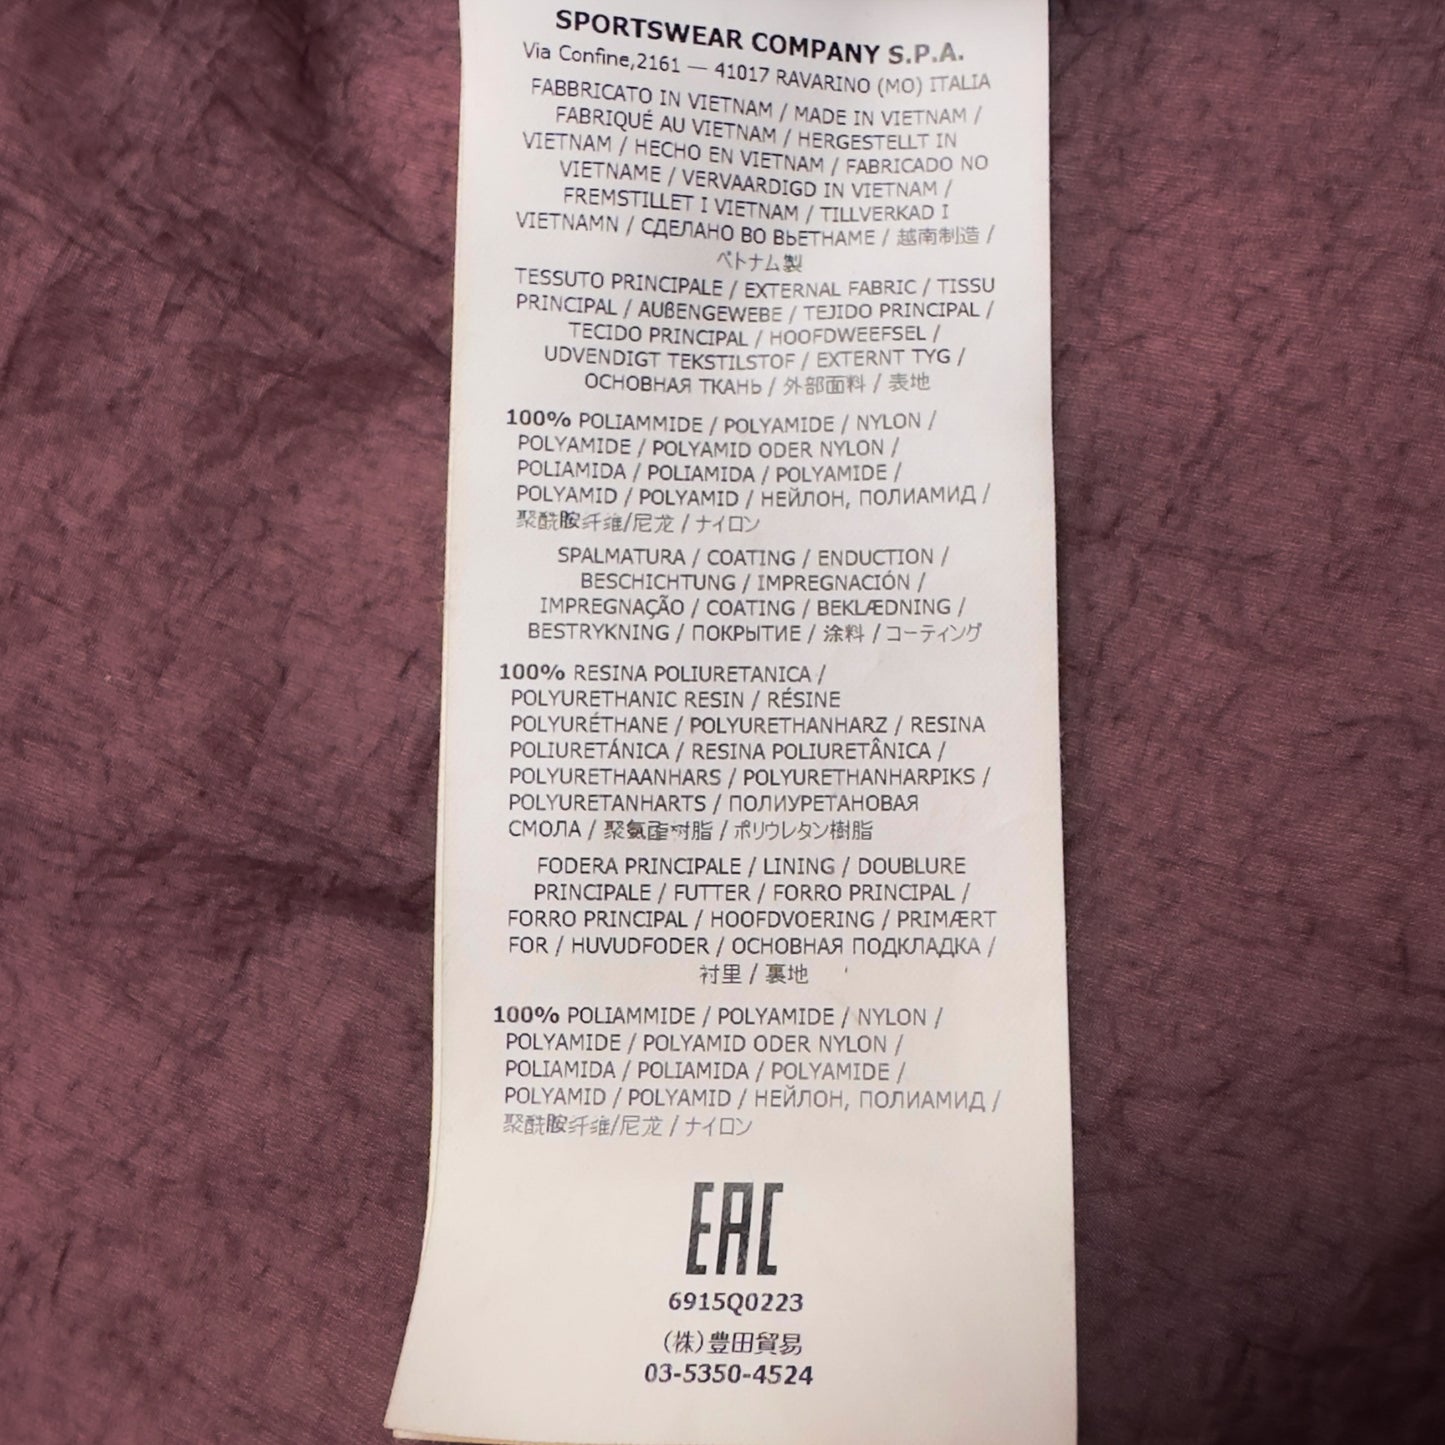 SPORTSWEAR COMPANY S.P.A.
Via Confine,2161 — 41017 RAVARINO (MO) ITALIA
FABBRICATO IN VIETNAM / MADE IN VIETNAM /
FABRIQUÉ AU VIETNAM / HERGESTELLT IN
VIETNAM / HECHO EN VIETNAM / FABRICADO NO
VIETNAME / VERVAARDIGD IN VIETNAM /
FREMSTILLET I VIETNAM / TILLVERKAD I
VIETNAMN / СДЕЛАНО ВО ВЬЕТНАМЕ / 越南制造 /
ベトナム製
TESSUTO PRINCIPALE / EXTERNAL FABRIC / TISSU
PRINCIPAL / AUßENGEWEBE / TEJIDO PRINCIPAL /
TECIDO PRINCIPAL / HOOFDWEEFSEL /
UDVENDIGT TEKSTILSTOF / EXTERNT TYG /
ОСНОВНАЯ ТКАНЬ / 外部面料 / 表地
100% POLIAMMIDE / POLYAMIDE / NYLON /
POLYAMIDE / POLYAMID ODER NYLON /
POLIAMIDA / POLIAMIDA / POLYAMIDE /
POLYAMID / POLYAMID / НЕЙЛОН, ПОЛИАМИД /
聚酰胺纤维/尼龙 / ナイロン
SPALMATURA / COATING / ENDUCTION /
BESCHICHTUNG / IMPREGNACIÓN /
IMPREGNAÇÃO / COATING / BEKLÆDNING /
BESTRYKNING / ПОКРЫТИЕ / 涂料 / コーティング
100% RESINA POLIURETANICA /
POLYURETHANIC RESIN / RÉSINE
POLYURÉTHANE / POLYURETHANHARZ / RESINA
POLIURETÁNICA / RESINA POLIURETÂNICA /
POLYURETHAANHARS / POLYURETHANHARPIKS /
POLYURETANHARTS / ПОЛИУРЕТАНОВАЯ
СМОЛА / 聚氨酯树脂 / ポリウレタン樹脂
FODERA PRINCIPALE / LINING / DOUBLURE
PRINCIPALE / FUTTER / FORRO PRINCIPAL /
FORRO PRINCIPAL / HOOFDVOERING / PRIMÆRT
FOR / HUVUDFODER / ОСНОВНАЯ ПОДКЛАДКА /
衬里 / 裏地
100% POLIAMMIDE / POLYAMIDE / NYLON /
POLYAMIDE / POLYAMID ODER NYLON /
POLIAMIDA / POLIAMIDA / POLYAMIDE /
POLYAMID / POLYAMID / НЕЙЛОН, ПОЛИАМИД /
聚酰胺纤维/尼龙 / ナイロン
EAC
6915Q0223
(株)豊田貿易
03-5350-4524